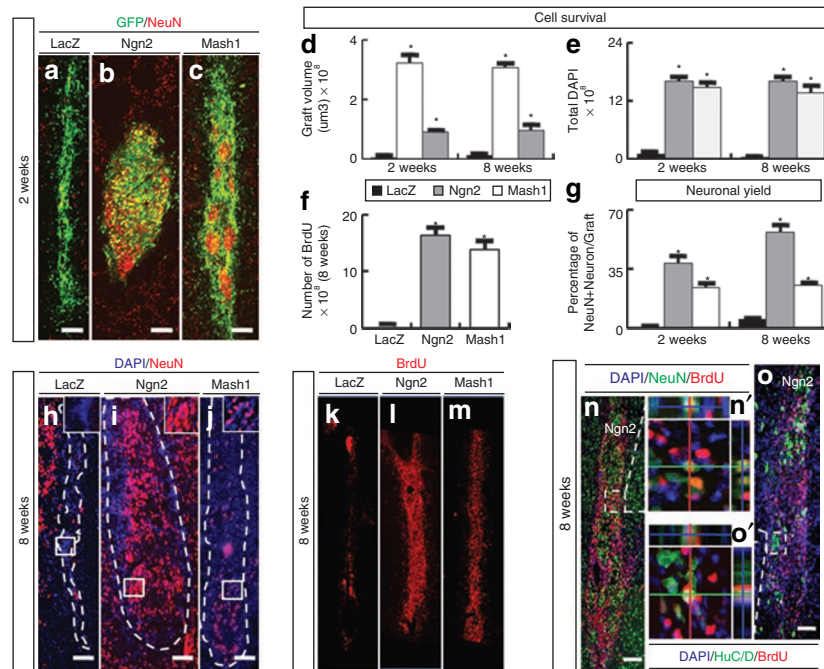 GFP/NeuN
LacZ Ngn2 Mash1
a b c
2 weeks
Cell survival
d
Graft volume
(um3) × 10⁸
4
2
0
* * * *
2 weeks 8 weeks
e
Total DAPI
× 10⁸
24
12
0
* * * *
2 weeks 8 weeks
LacZ Ngn2 Mash1
f
Number of BrdU
× 10⁸ (8 weeks)
20
10
0
* *
LacZ Ngn2 Mash1
g
Neuronal yield
Percentage of
NeuN+Neuron/Graft
70
35
0
* * * *
2 weeks 8 weeks
DAPI/NeuN
LacZ Ngn2 Mash1
h i j
8 weeks
BrdU
LacZ Ngn2 Mash1
k l m
8 weeks
DAPI/NeuN/BrdU
n n′ o
Ngn2 Ngn2
o′
DAPI/HuC/D/BrdU
8 weeks